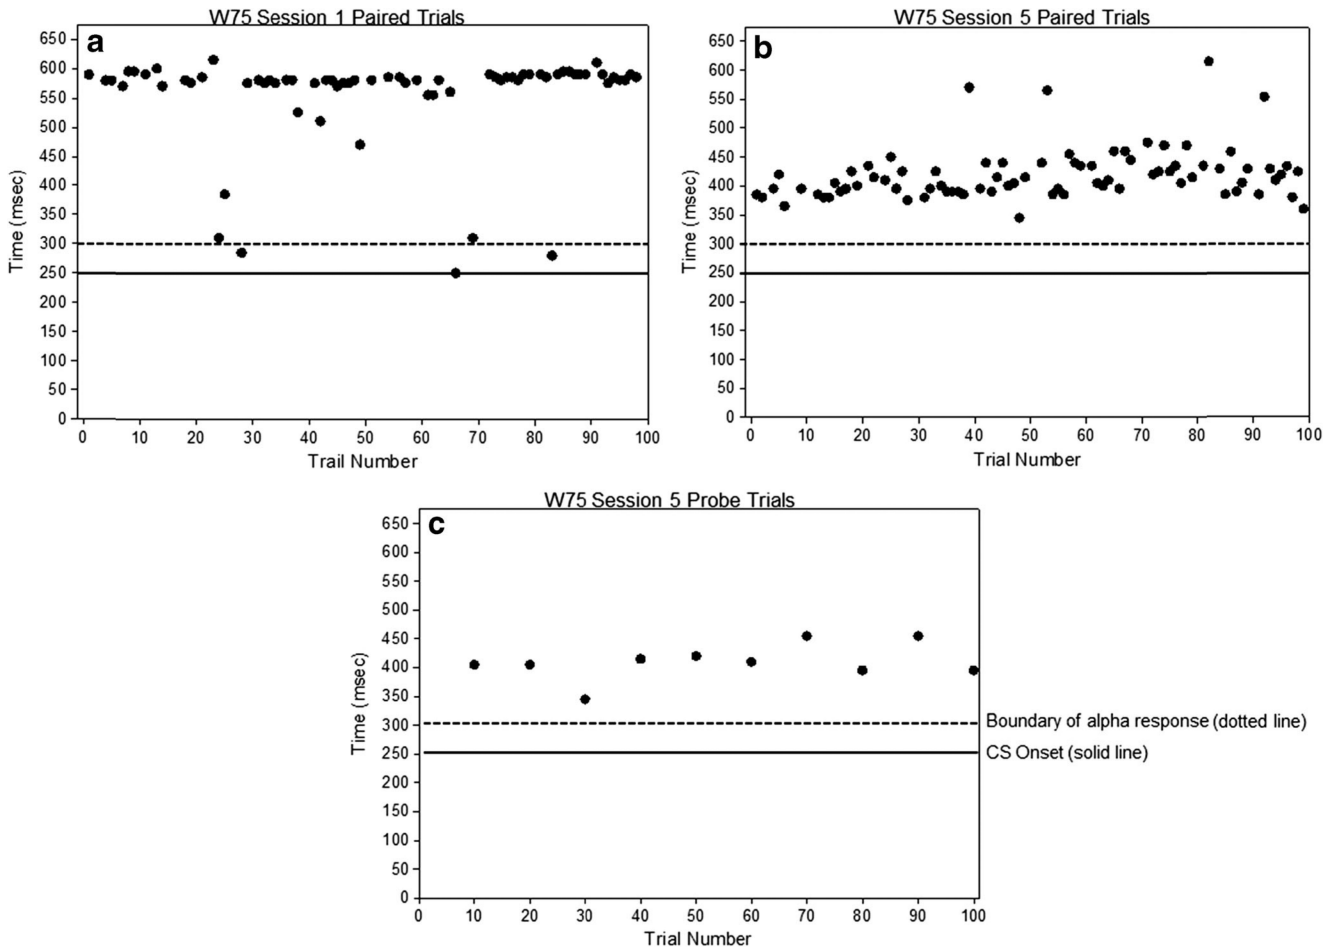 W75 Session 1 Paired Trials
a
650
600
550
500
450
400
350
300
250
200
150
100
50
0
Time (msec)
0 10 20 30 40 50 60 70 80 90 100
Trail Number
W75 Session 5 Paired Trials
b
650
600
550
500
450
400
350
300
250
200
150
100
50
0
Time (msec)
0 10 20 30 40 50 60 70 80 90 100
Trial Number
W75 Session 5 Probe Trials
c
650
600
550
500
450
400
350
300
250
200
150
100
50
0
Time (msec)
0 10 20 30 40 50 60 70 80 90 100
Trail Number
Boundary of alpha response (dotted line)
CS Onset (solid line)